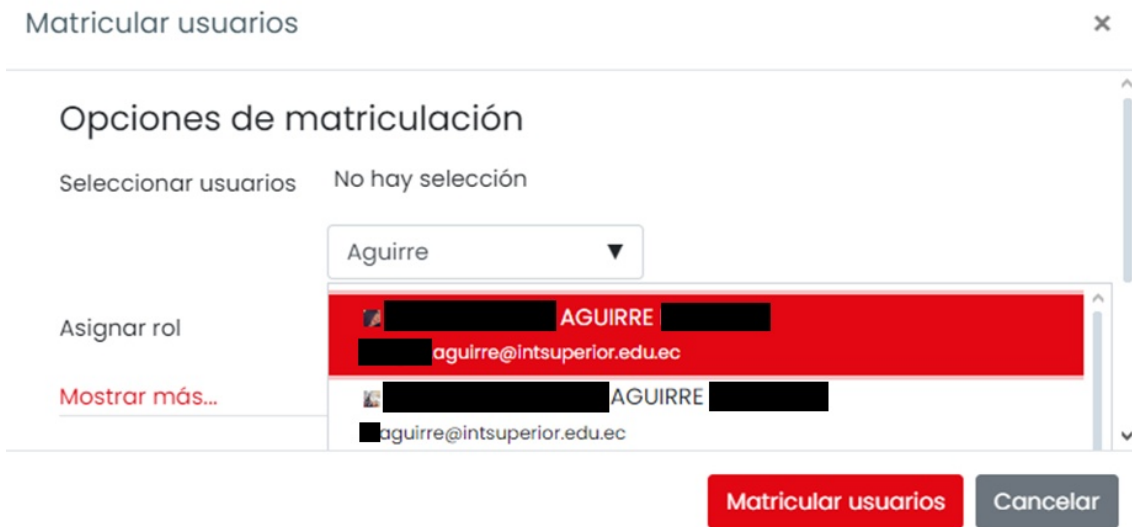 Matricular usuarios ×
Opciones de matriculación
Seleccionar usuarios No hay selección
Aguirre ▼
Asignar rol
AGUIRRE
aguirre@intsuperior.edu.ec
Mostrar más...
AGUIRRE
aguirre@intsuperior.edu.ec
Matricular usuarios Cancelar